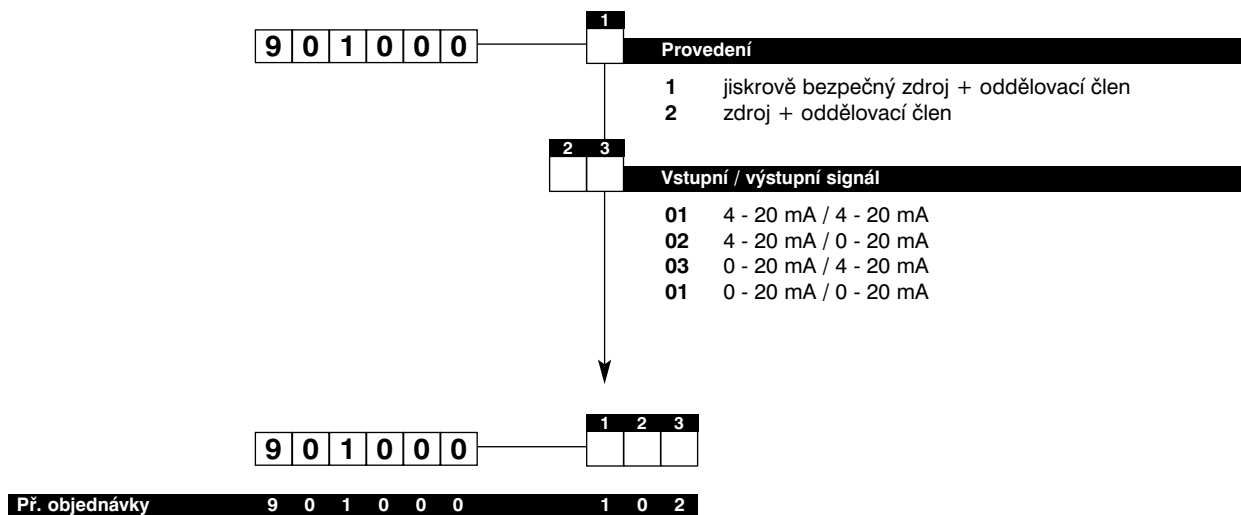 1
9 0 1 0 0 0
Provedení
1 jiskrově bezpečný zdroj + oddělovací člen
2 zdroj + oddělovací člen
2 3
Vstupní / výstupní signál
01 4 - 20 mA / 4 - 20 mA
02 4 - 20 mA / 0 - 20 mA
03 0 - 20 mA / 4 - 20 mA
01 0 - 20 mA / 0 - 20 mA
1 2 3
9 0 1 0 0 0
Př. objednávky 9 0 1 0 0 0 1 0 2